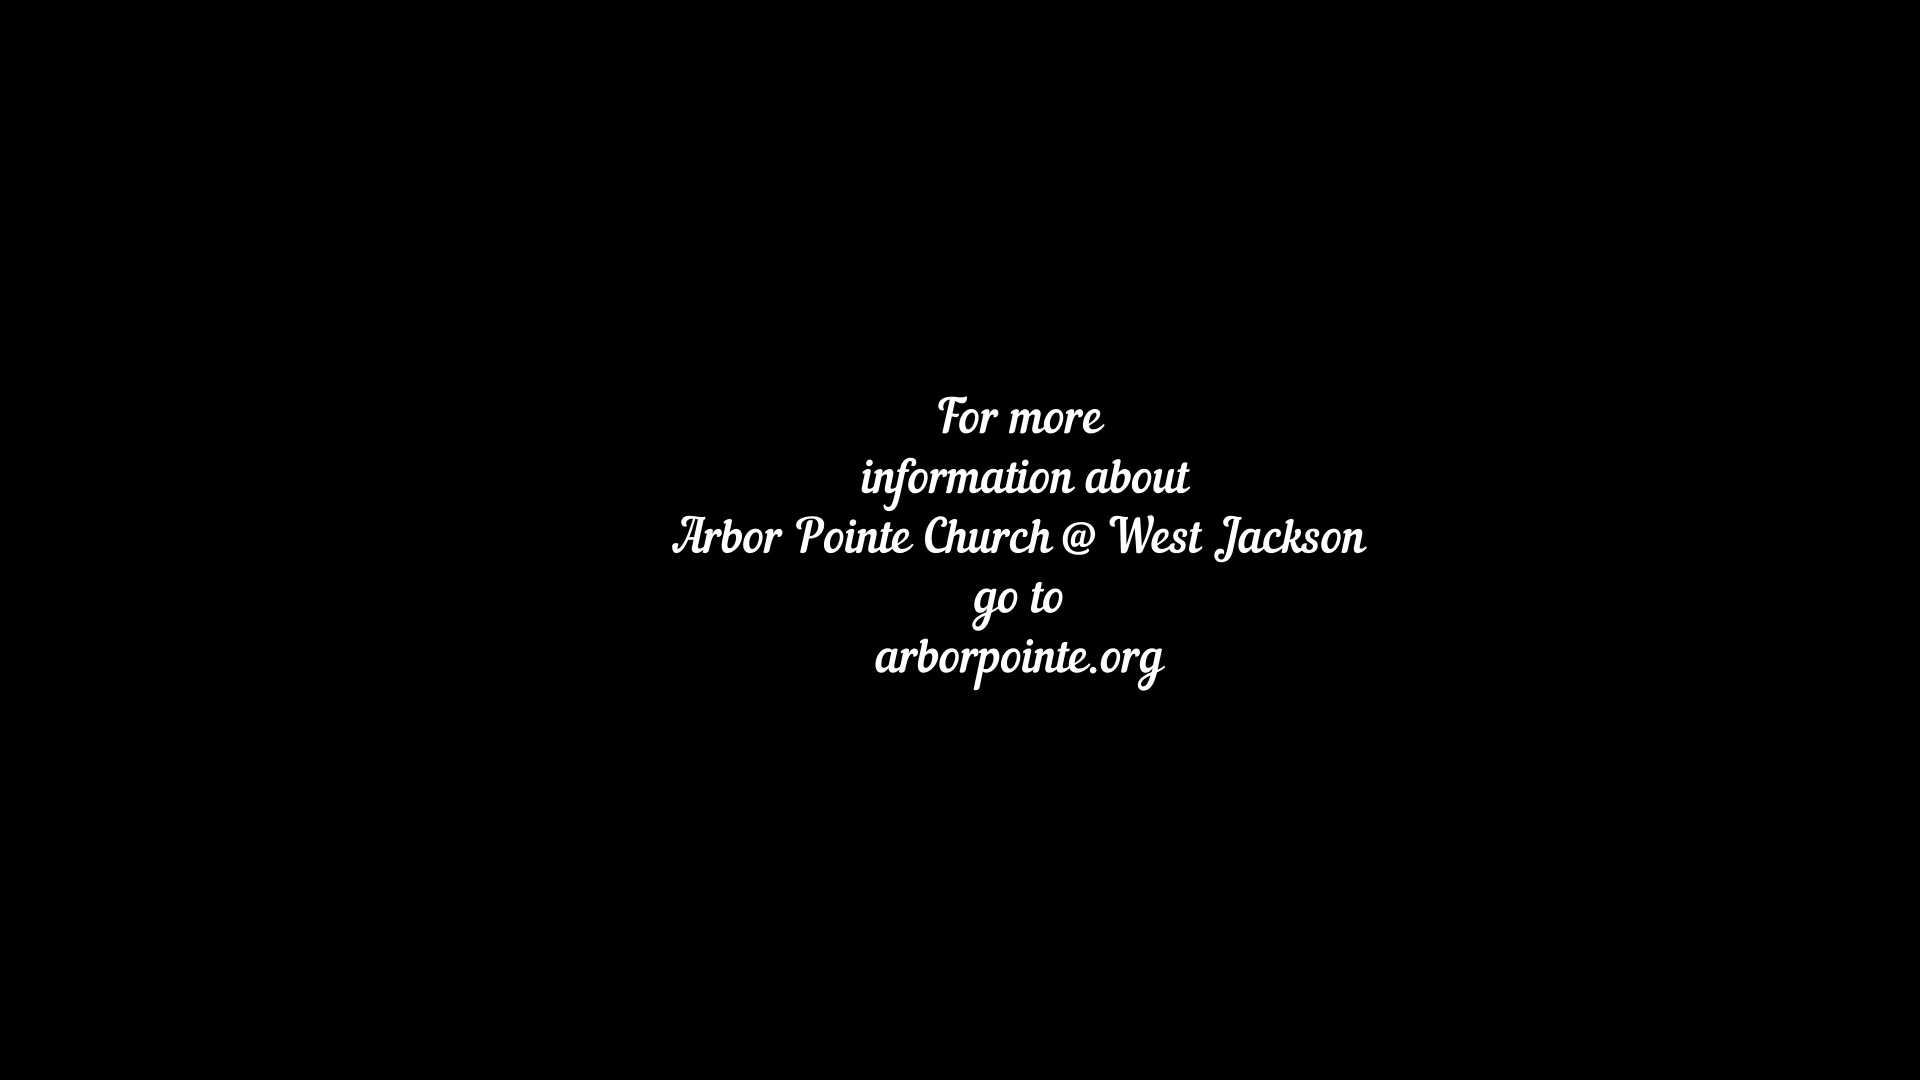 For more
information about
Arbor Pointe Church @ West Jackson
go to
arborpointe.org